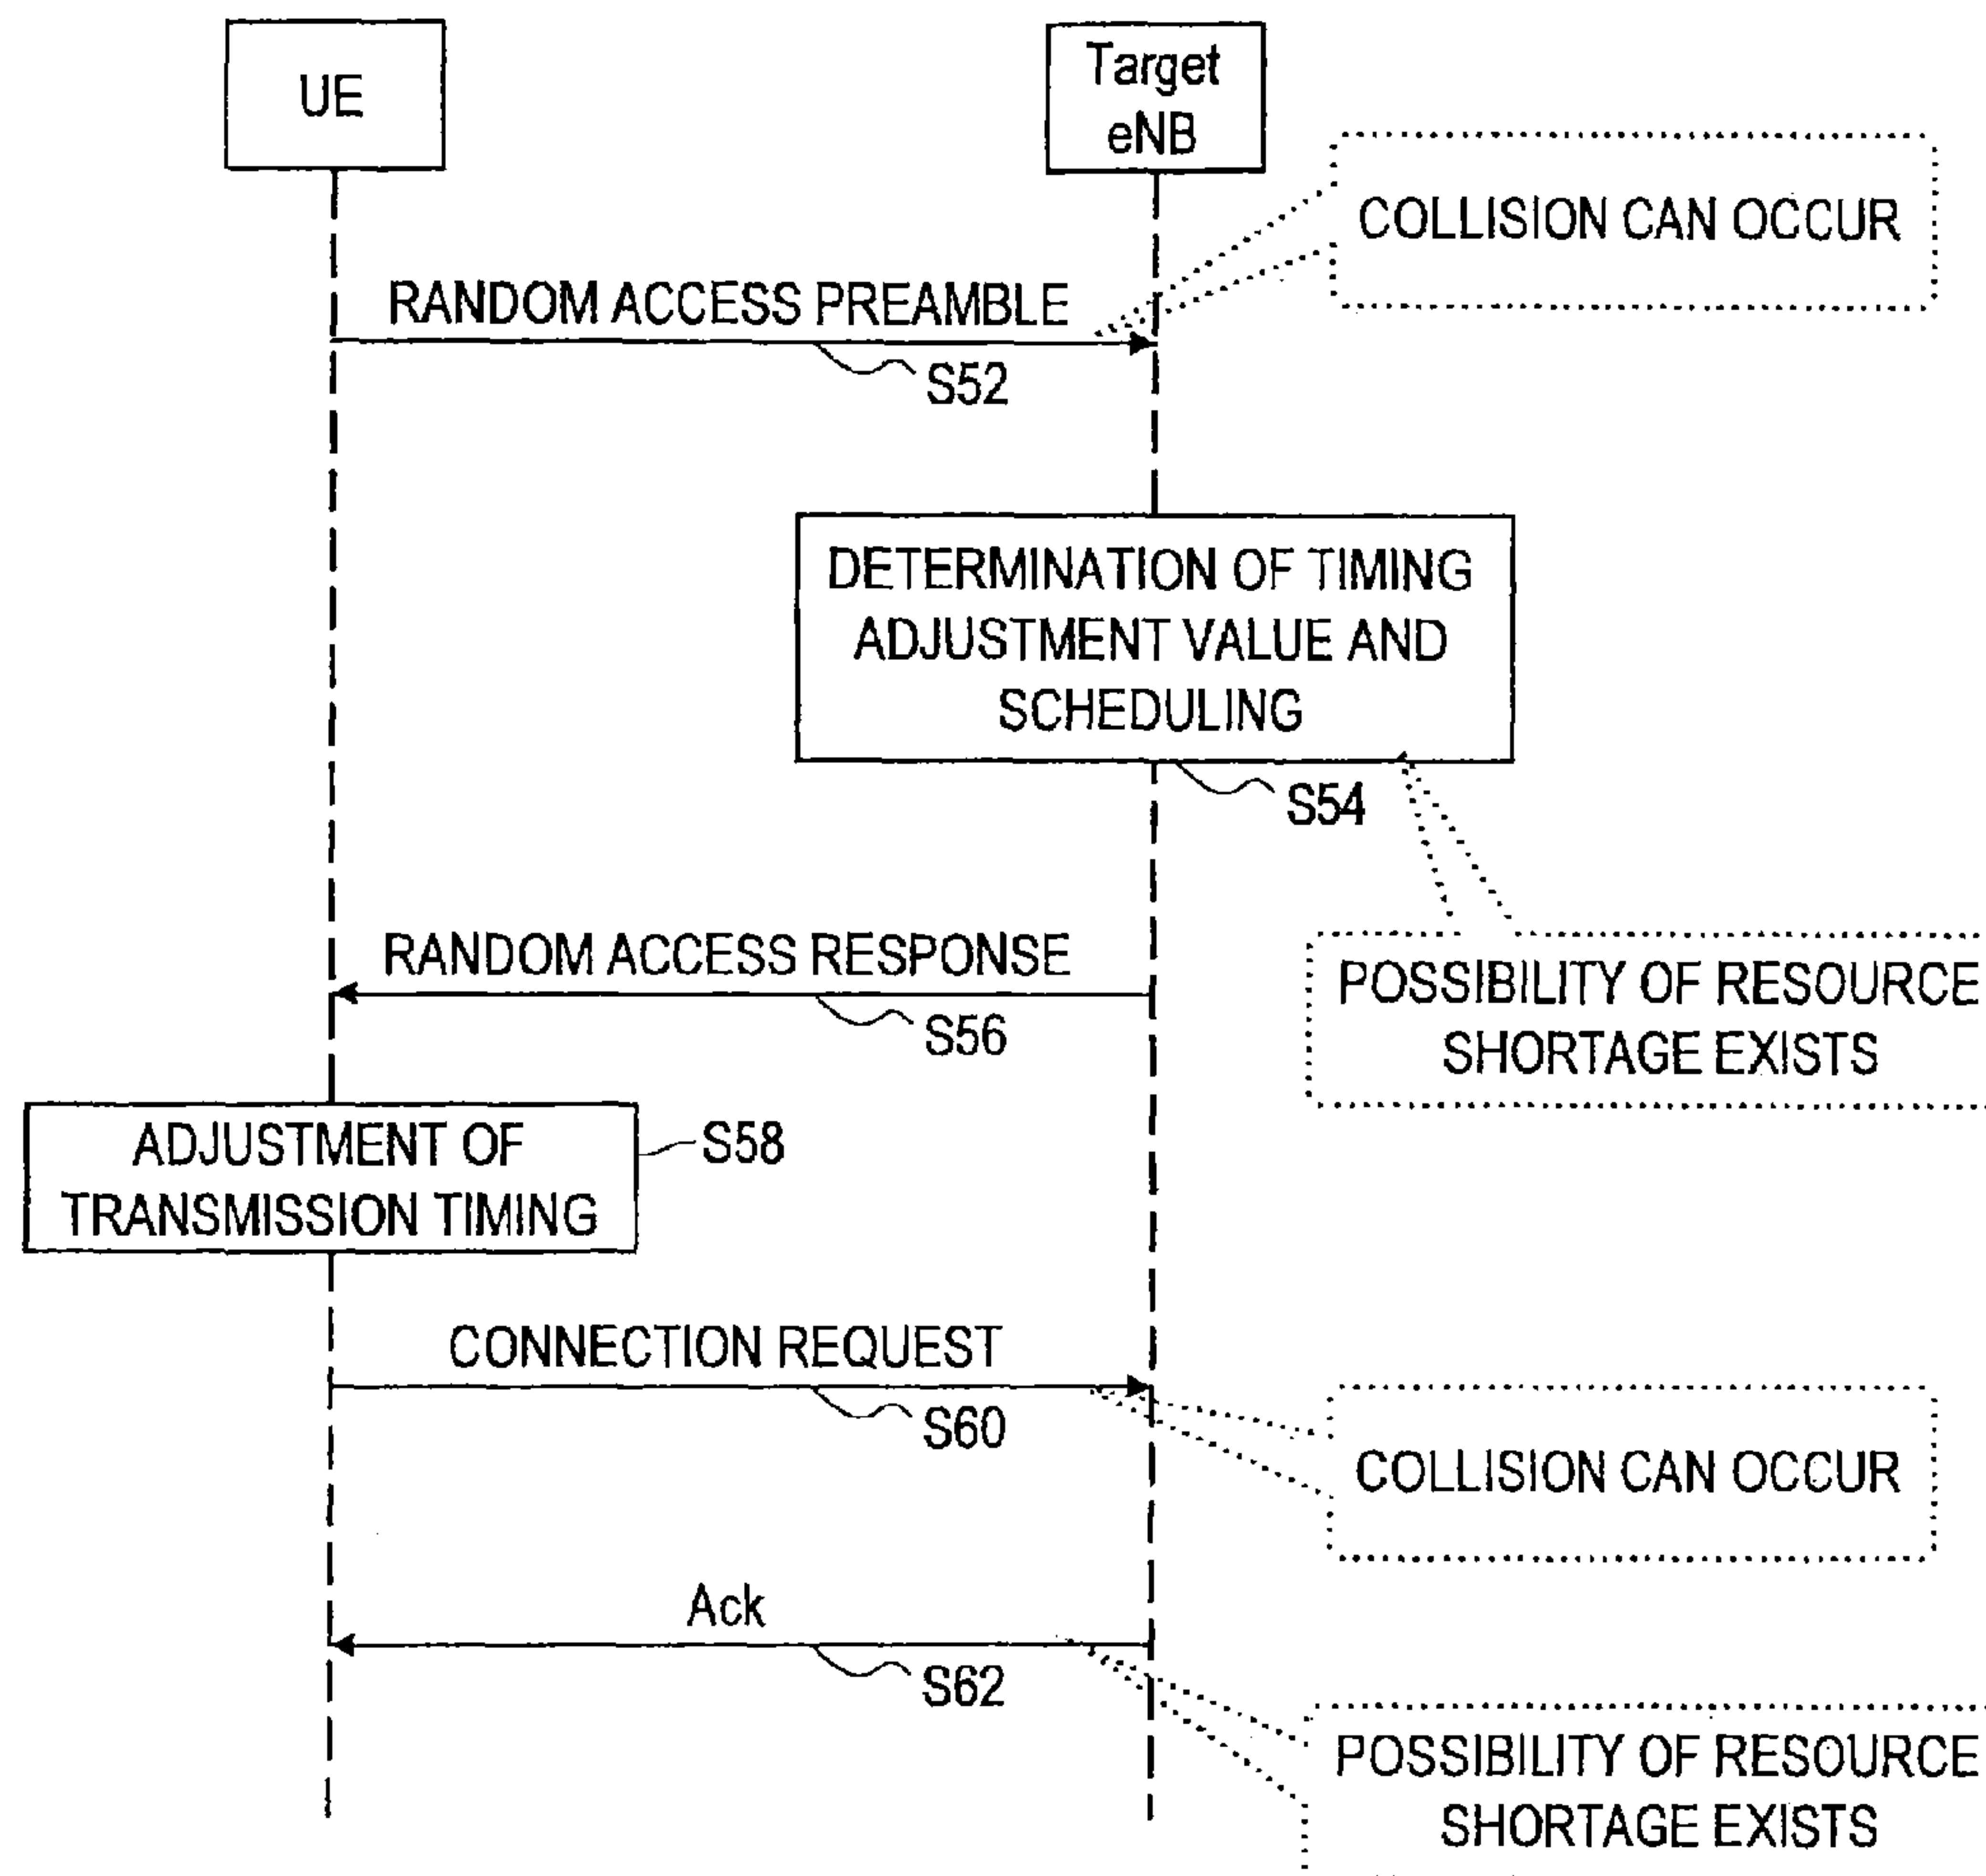 UE
Target
eNB
COLLISION CAN OCCUR
RANDOM ACCESS PREAMBLE
S52
DETERMINATION OF TIMING
ADJUSTMENT VALUE AND
SCHEDULING
S54
RANDOM ACCESS RESPONSE
S56
POSSIBILITY OF RESOURCE
SHORTAGE EXISTS
ADJUSTMENT OF
TRANSMISSION TIMING
S58
CONNECTION REQUEST
S60
COLLISION CAN OCCUR
Ack
S62
POSSIBILITY OF RESOURCE
SHORTAGE EXISTS